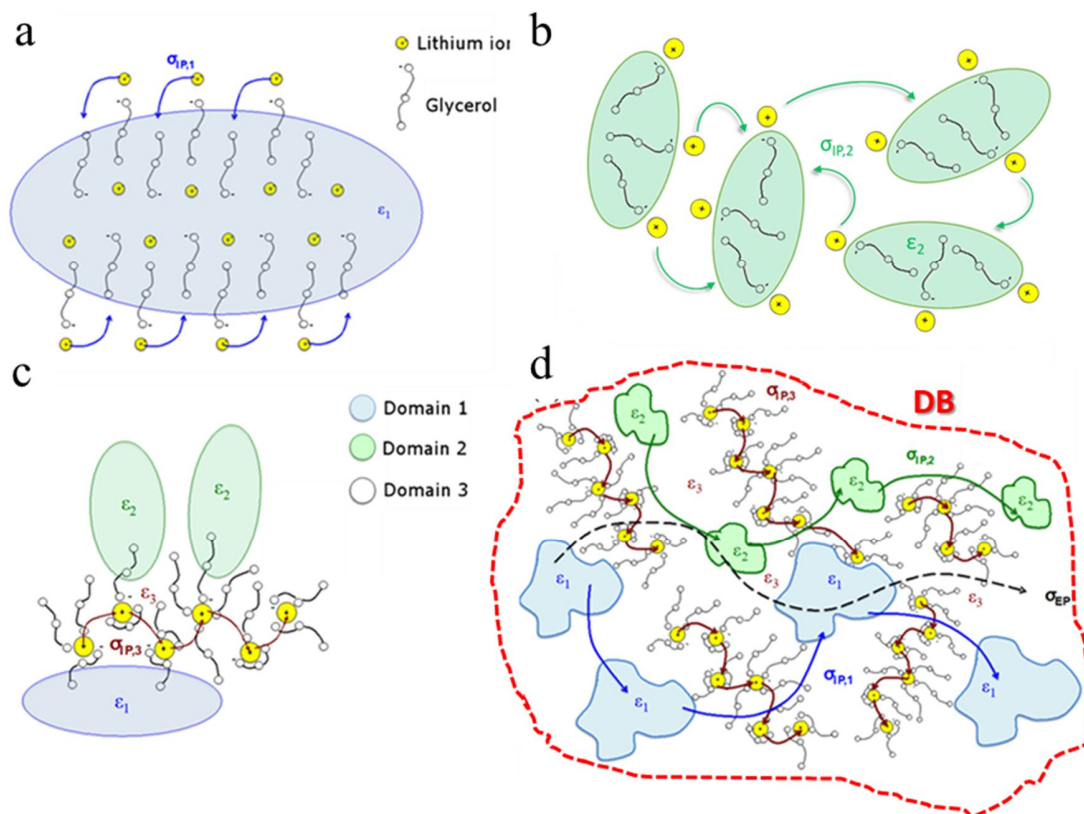 a
σIP,1
Lithium ion
Glycerol
ε1
b
σIP,2
ε2
c
Domain 1
Domain 2
Domain 3
ε2
ε2
ε3
σIP,3
ε1
d
DB
σIP,3
ε2
σIP,2
ε3
ε2
ε2
ε2
ε1
ε3
ε1
ε3
σEP
σIP,1
ε1
ε1